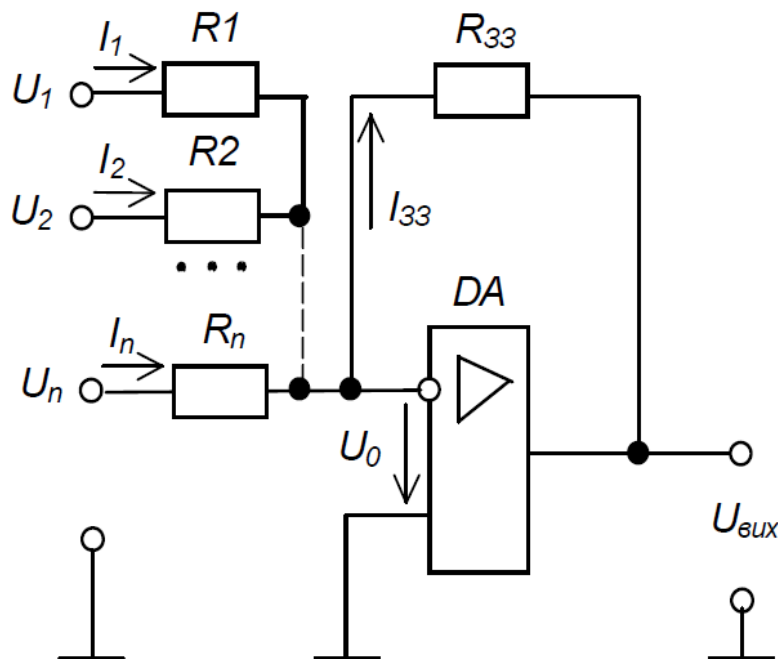 I1
R1
U1
R33
I2
R2
U2
I33
• • •
In
Rn
Un
DA
U0
Uвих